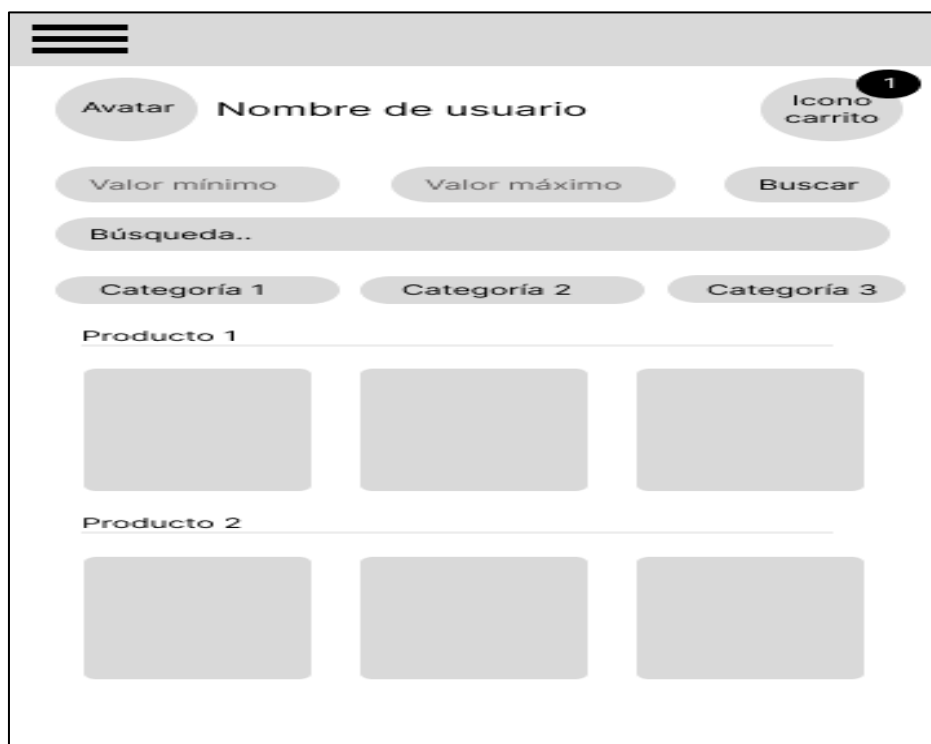 Avatar
Nombre de usuario
1
Icono
carrito
Valor mínimo
Valor máximo
Buscar
Búsqueda..
Categoría 1
Categoría 2
Categoría 3
Producto 1
Producto 2